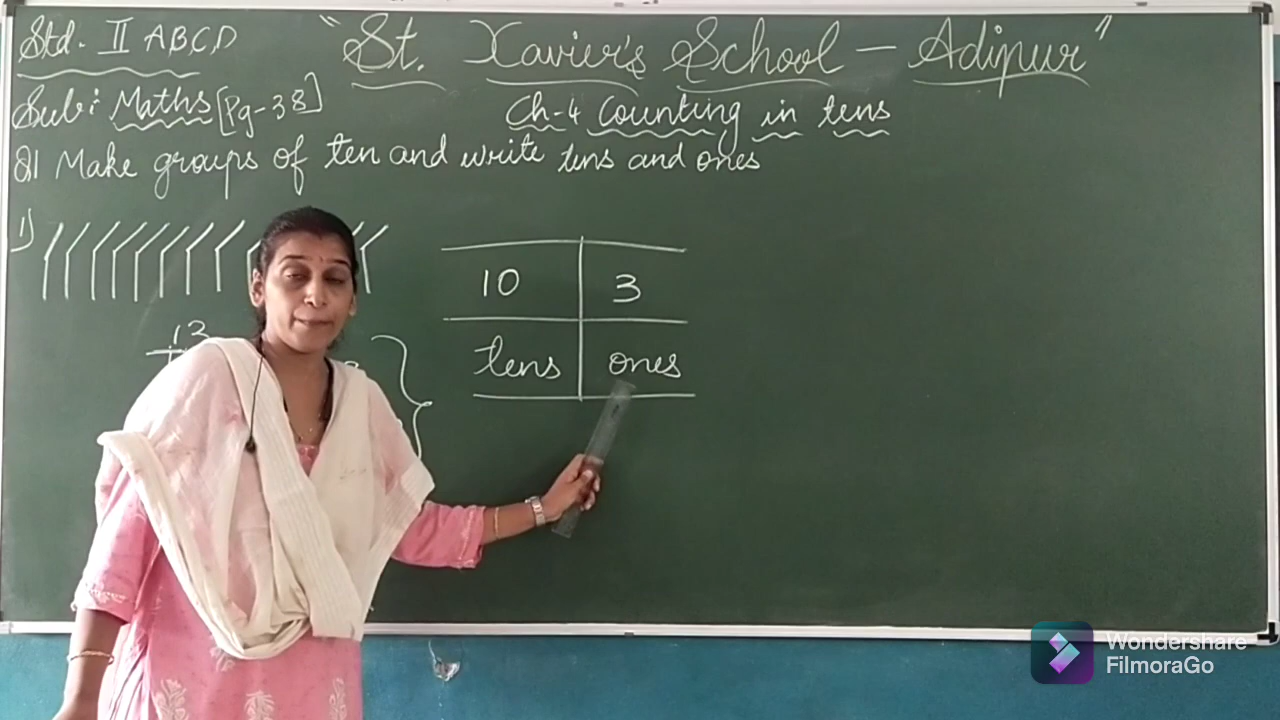 Std. II A B C D
"St. Xavier's School – Adipur"
Sub: Maths [Pg-38]
Ch-4 Counting in tens
Q1 Make groups of ten and write tens and ones
1)
10 3
13
tens ones
Wondershare
FilmoraGo